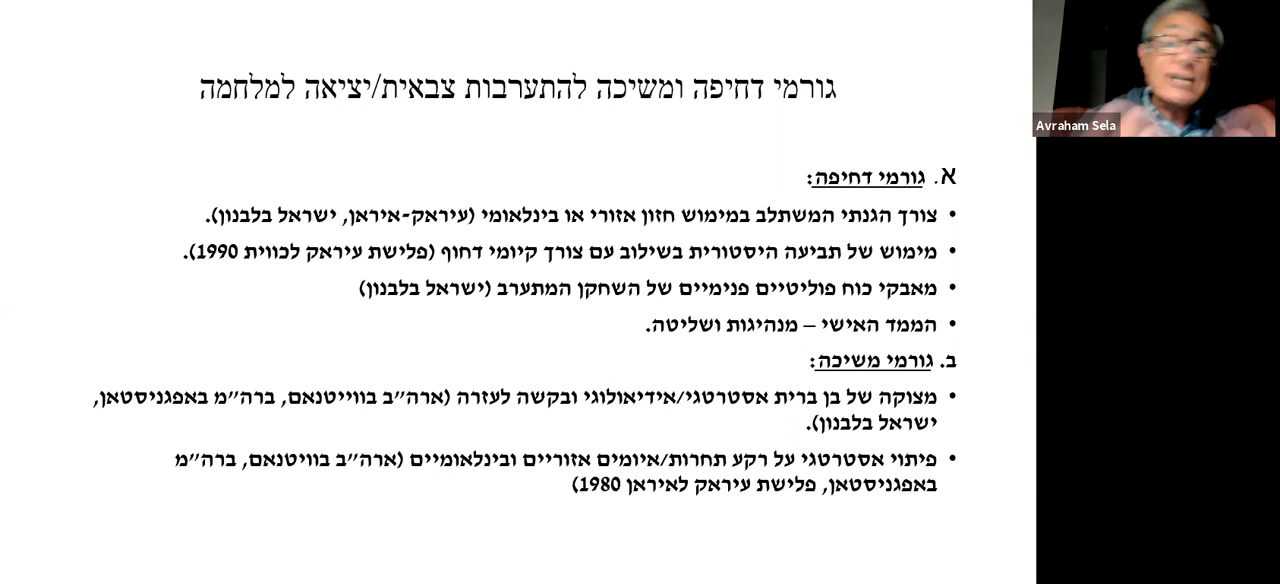 גורמי דחיפה ומשיכה להתערבות צבאית/יציאה למלחמה
א. גורמי דחיפה:
• צורך הגנתי המשתלב במימוש חזון אזורי או בינלאומי (עיראק-איראן, ישראל בלבנון).
• מימוש של תביעה היסטורית בשילוב עם צורך קיומי דחוף (פלישת עיראק לכווית 1990).
• מאבקי כוח פוליטיים פנימיים של השחקן המתערב (ישראל בלבנון)
• הממד האישי – מנהיגות ושליטה.
ב. גורמי משיכה:
• מצוקה של בן ברית אסטרטגי/אידיאולוגי ובקשה לעזרה (ארה״ב בווייטנאם, ברה״מ באפגניסטאן,
ישראל בלבנון).
• פיתוי אסטרטגי על רקע תחרות/איומים אזוריים ובינלאומיים (ארה״ב בוויטנאם, ברה״מ
באפגניסטאן, פלישת עיראק לאיראן 1980)
Avraham Sela